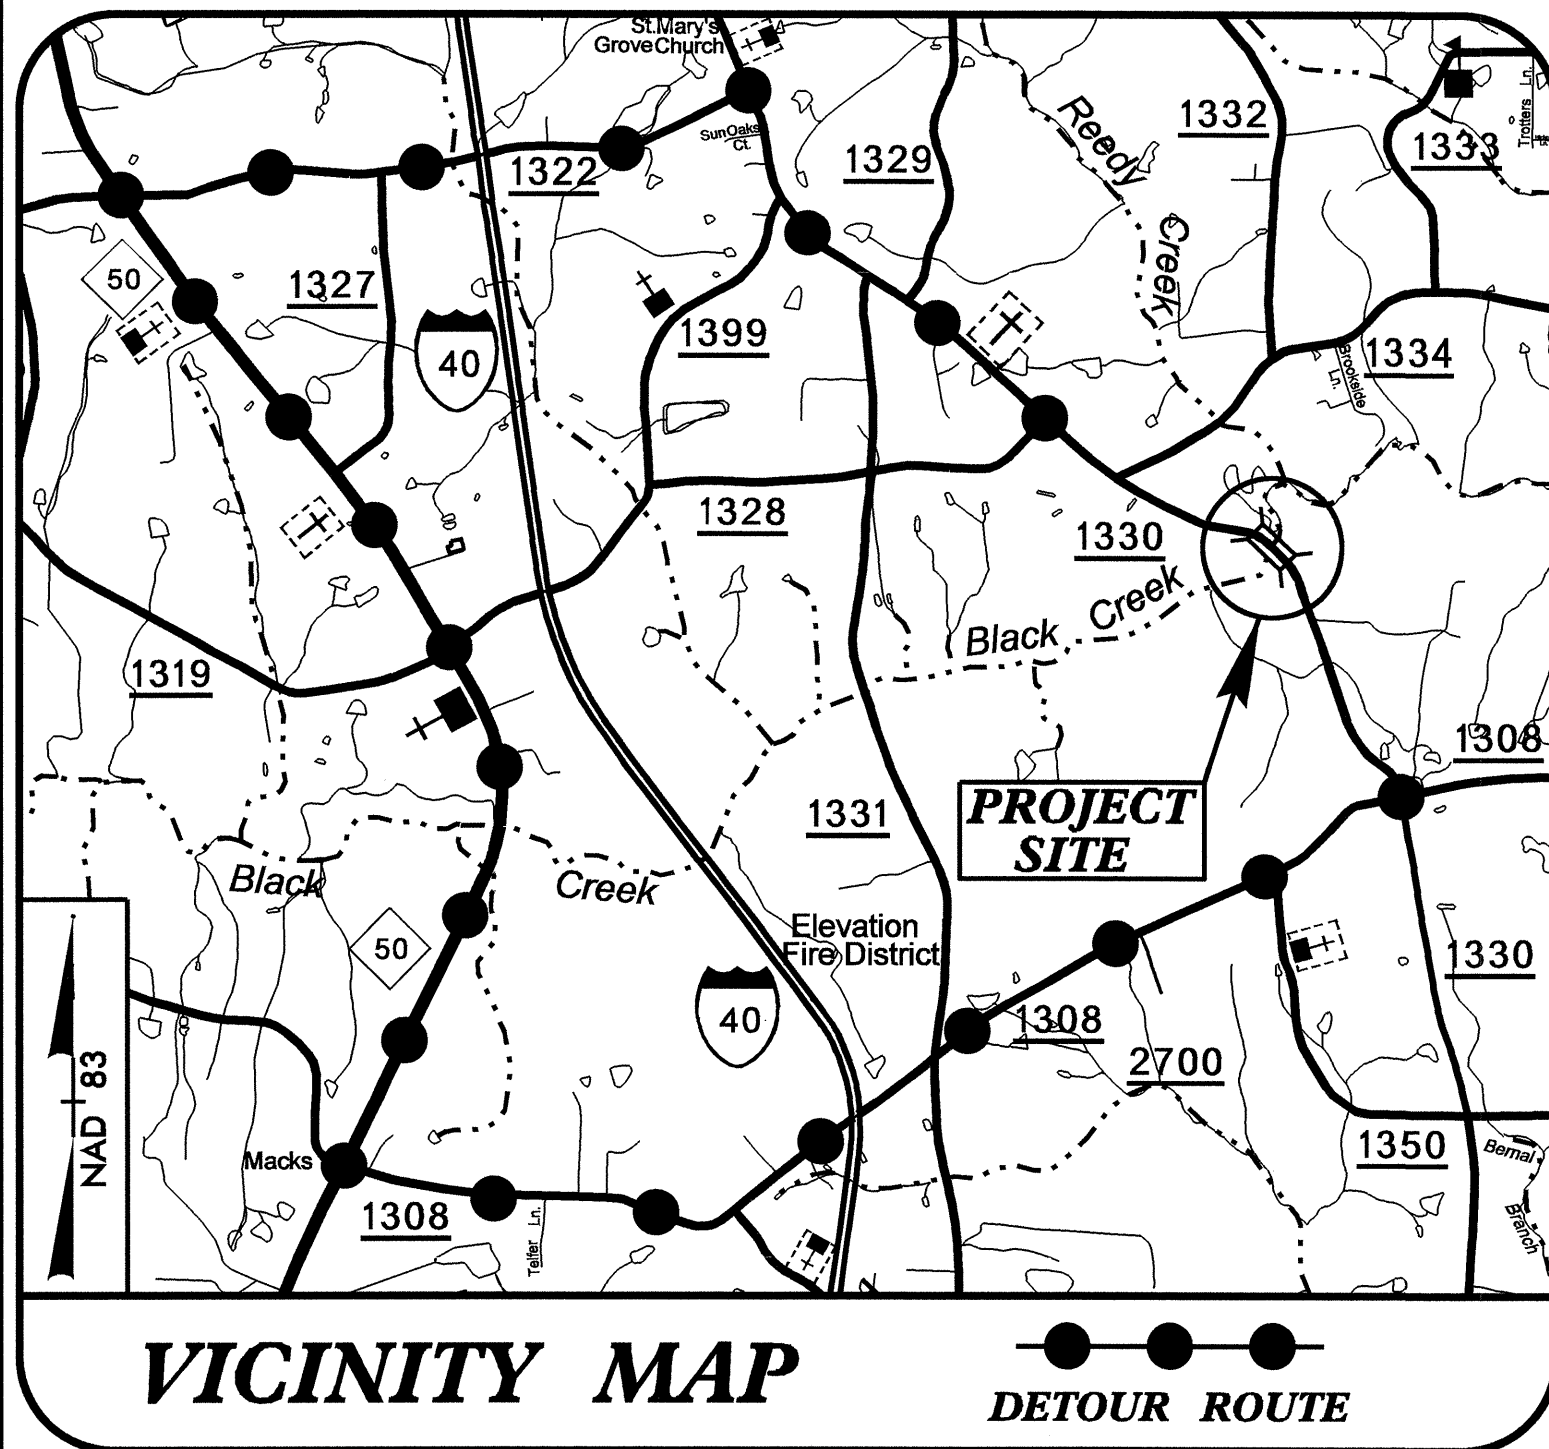 St.Mary's
Grove Church
Sun Oaks
Ct.
1322
1329
Reedy
Creek
1332
1333
Trotters Ln.
50
1327
40
1399
1334
Brookside
Ln.
1328
1330
Black Creek
1319
1308
PROJECT
SITE
1331
Black Creek
50
Elevation
Fire District
40
1330
1308
2700
NAD 83
Macks
1308
Telfer Ln.
1350
Bernal
Branch
VICINITY MAP
DETOUR ROUTE